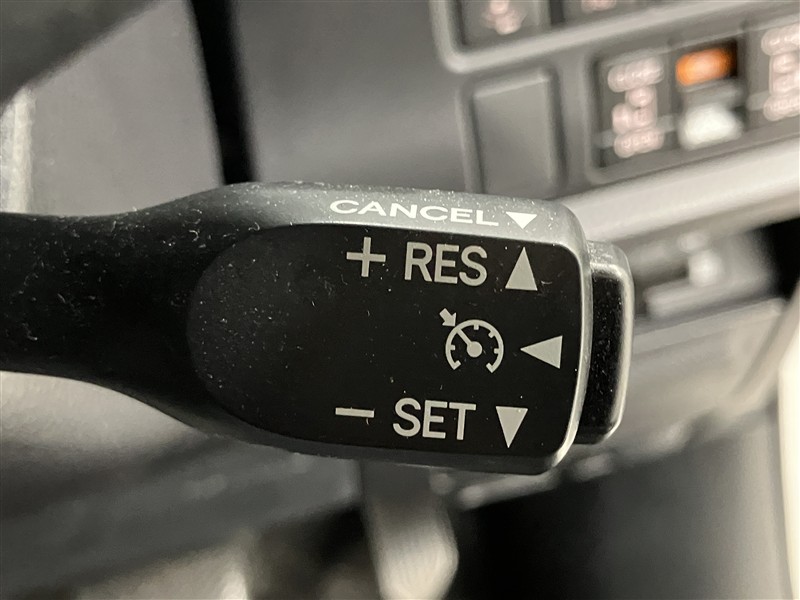 CANCEL
+ RES
- SET